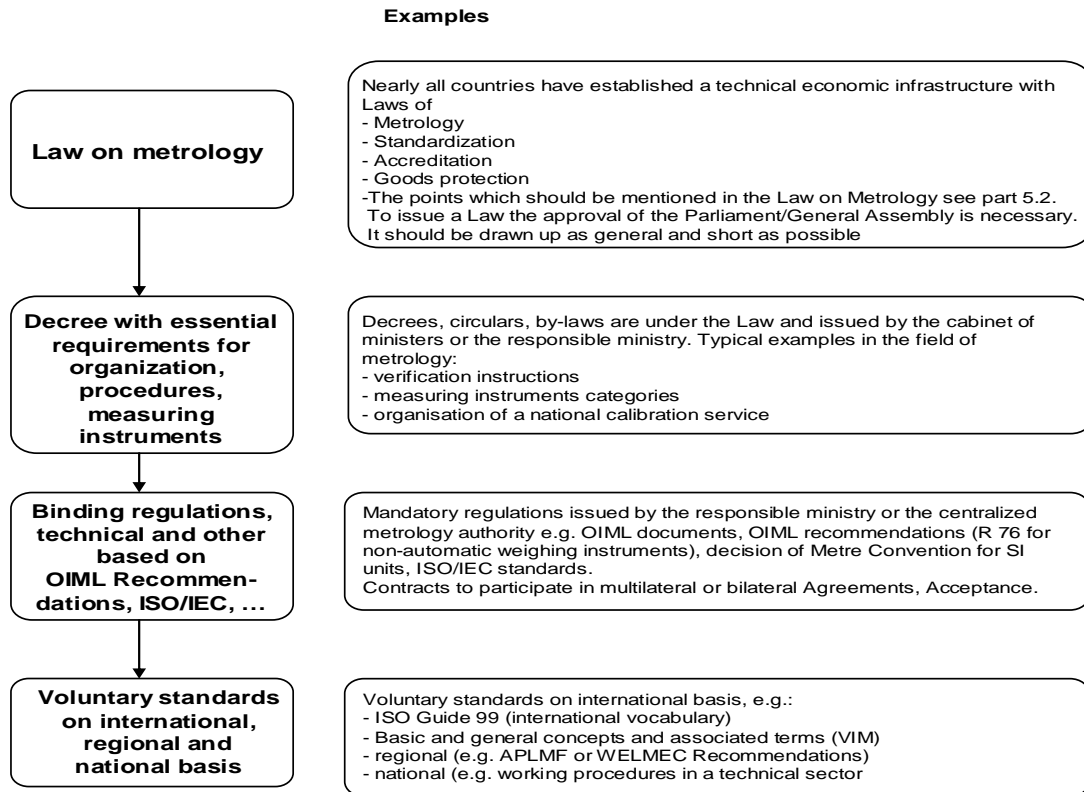 Examples
Law on metrology
Nearly all countries have established a technical economic infrastructure with
Laws of
- Metrology
- Standardization
- Accreditation
- Goods protection
-The points which should be mentioned in the Law on Metrology see part 5.2.
To issue a Law the approval of the Parliament/General Assembly is necessary.
It should be drawn up as general and short as possible
Decree with essential
requirements for
organization,
procedures,
measuring
instruments
Decrees, circulars, by-laws are under the Law and issued by the cabinet of
ministers or the responsible ministry. Typical examples in the field of
metrology:
- verification instructions
- measuring instruments categories
- organisation of a national calibration service
Binding regulations,
technical and other
based on
OIML Recommen-
dations, ISO/IEC, …
Mandatory regulations issued by the responsible ministry or the centralized
metrology authority e.g. OIML documents, OIML recommendations (R 76 for
non-automatic weighing instruments), decision of Metre Convention for SI
units, ISO/IEC standards.
Contracts to participate in multilateral or bilateral Agreements, Acceptance.
Voluntary standards
on international,
regional and
national basis
Voluntary standards on international basis, e.g.:
- ISO Guide 99 (international vocabulary)
- Basic and general concepts and associated terms (VIM)
- regional (e.g. APLMF or WELMEC Recommendations)
- national (e.g. working procedures in a technical sector